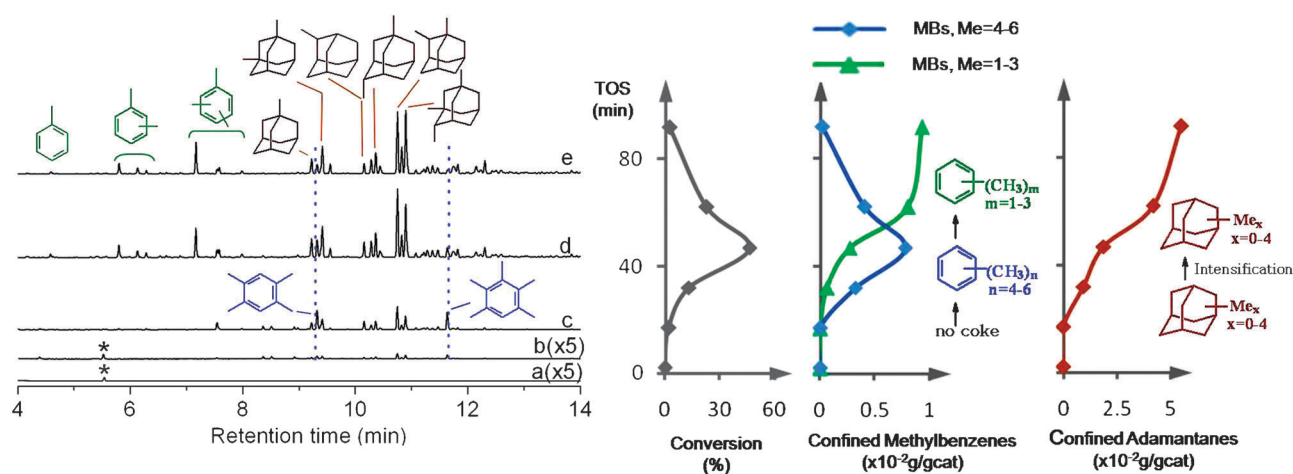 e
d
c
*
b(x5)
*
a(x5)
4
6
8
10
12
14
Retention time (min)
MBs, Me=4-6
MBs, Me=1-3
TOS
(min)
80
40
0
0
30
60
Conversion
(%)
(CH3)m
m=1-3
(CH3)n
n=4-6
no coke
0
0.5
1
Confined Methylbenzenes
(x10-2g/gcat)
Mex
x=0-4
Intensification
Mex
x=0-4
0
2.5
5
Confined Adamantanes
(x10-2g/gcat)